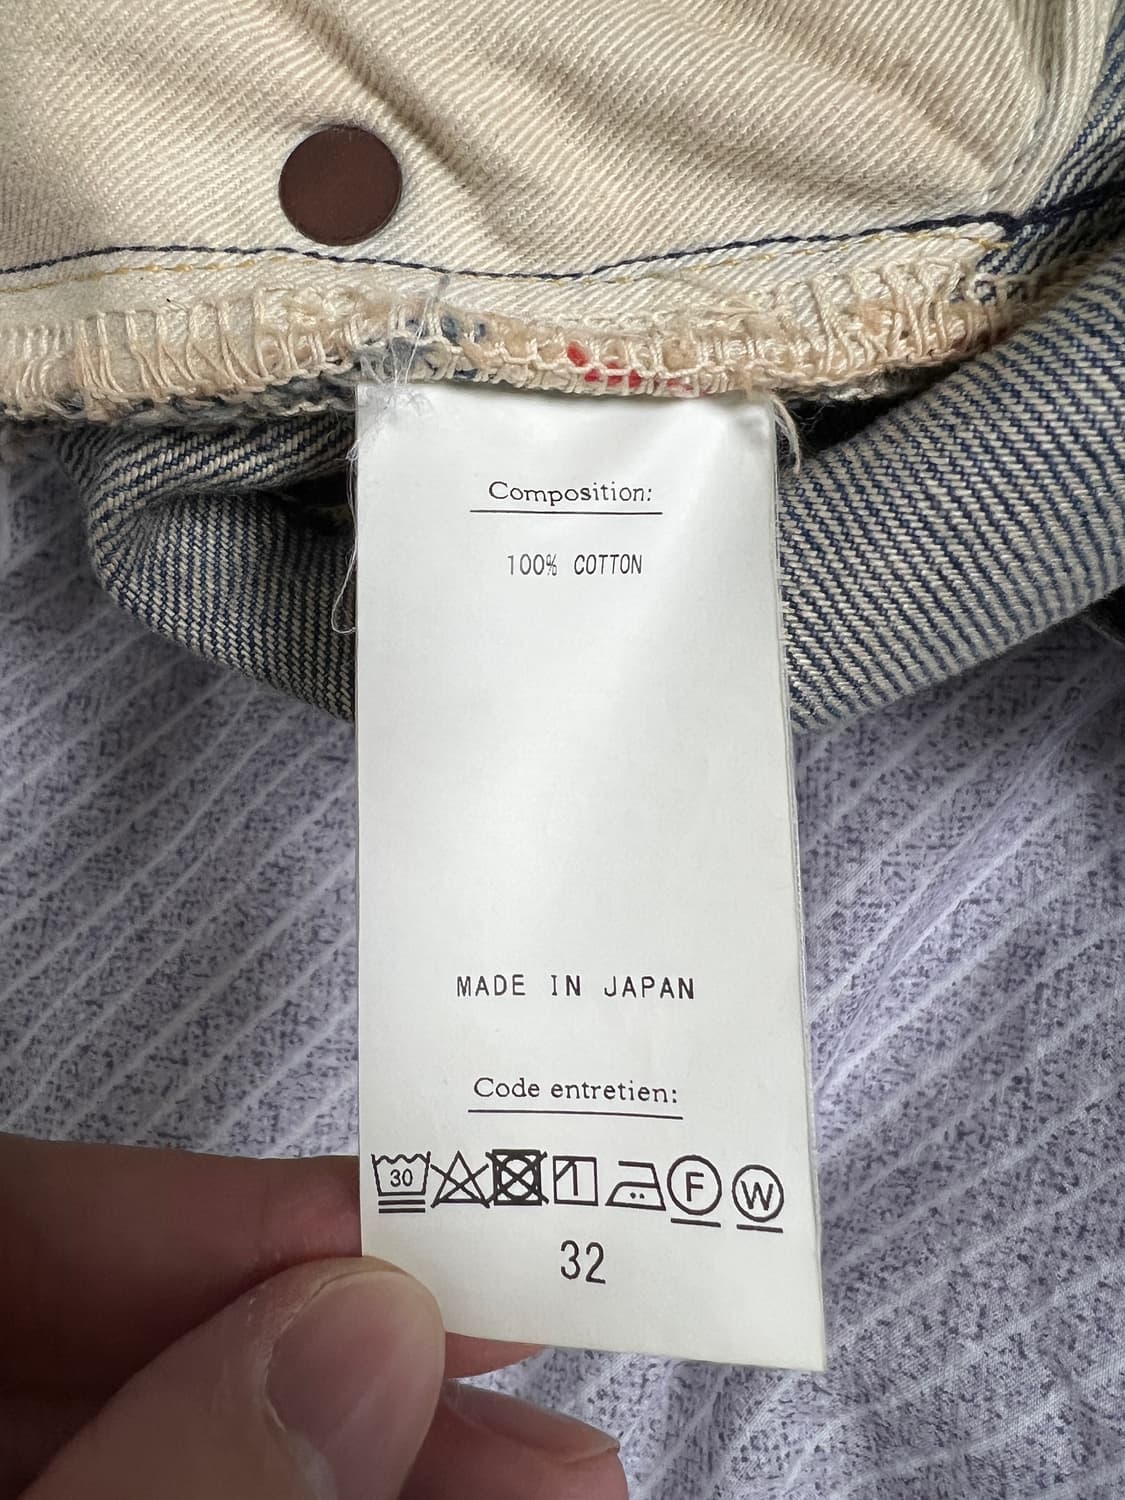 Composition:
100% COTTON
MADE IN JAPAN
Code entretien:
30 F W
32